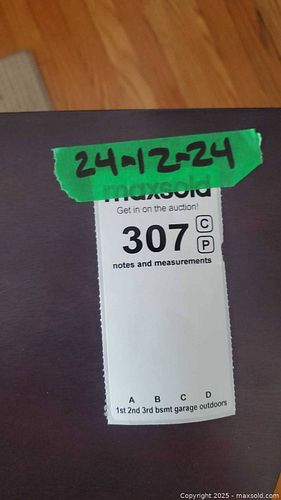 24-12-24
maxsold
Get in on the auction!
307 C
P
notes and measurements
A B C D
1st 2nd 3rd bsmt garage outdoors
Copyright 2025 - maxsold.com